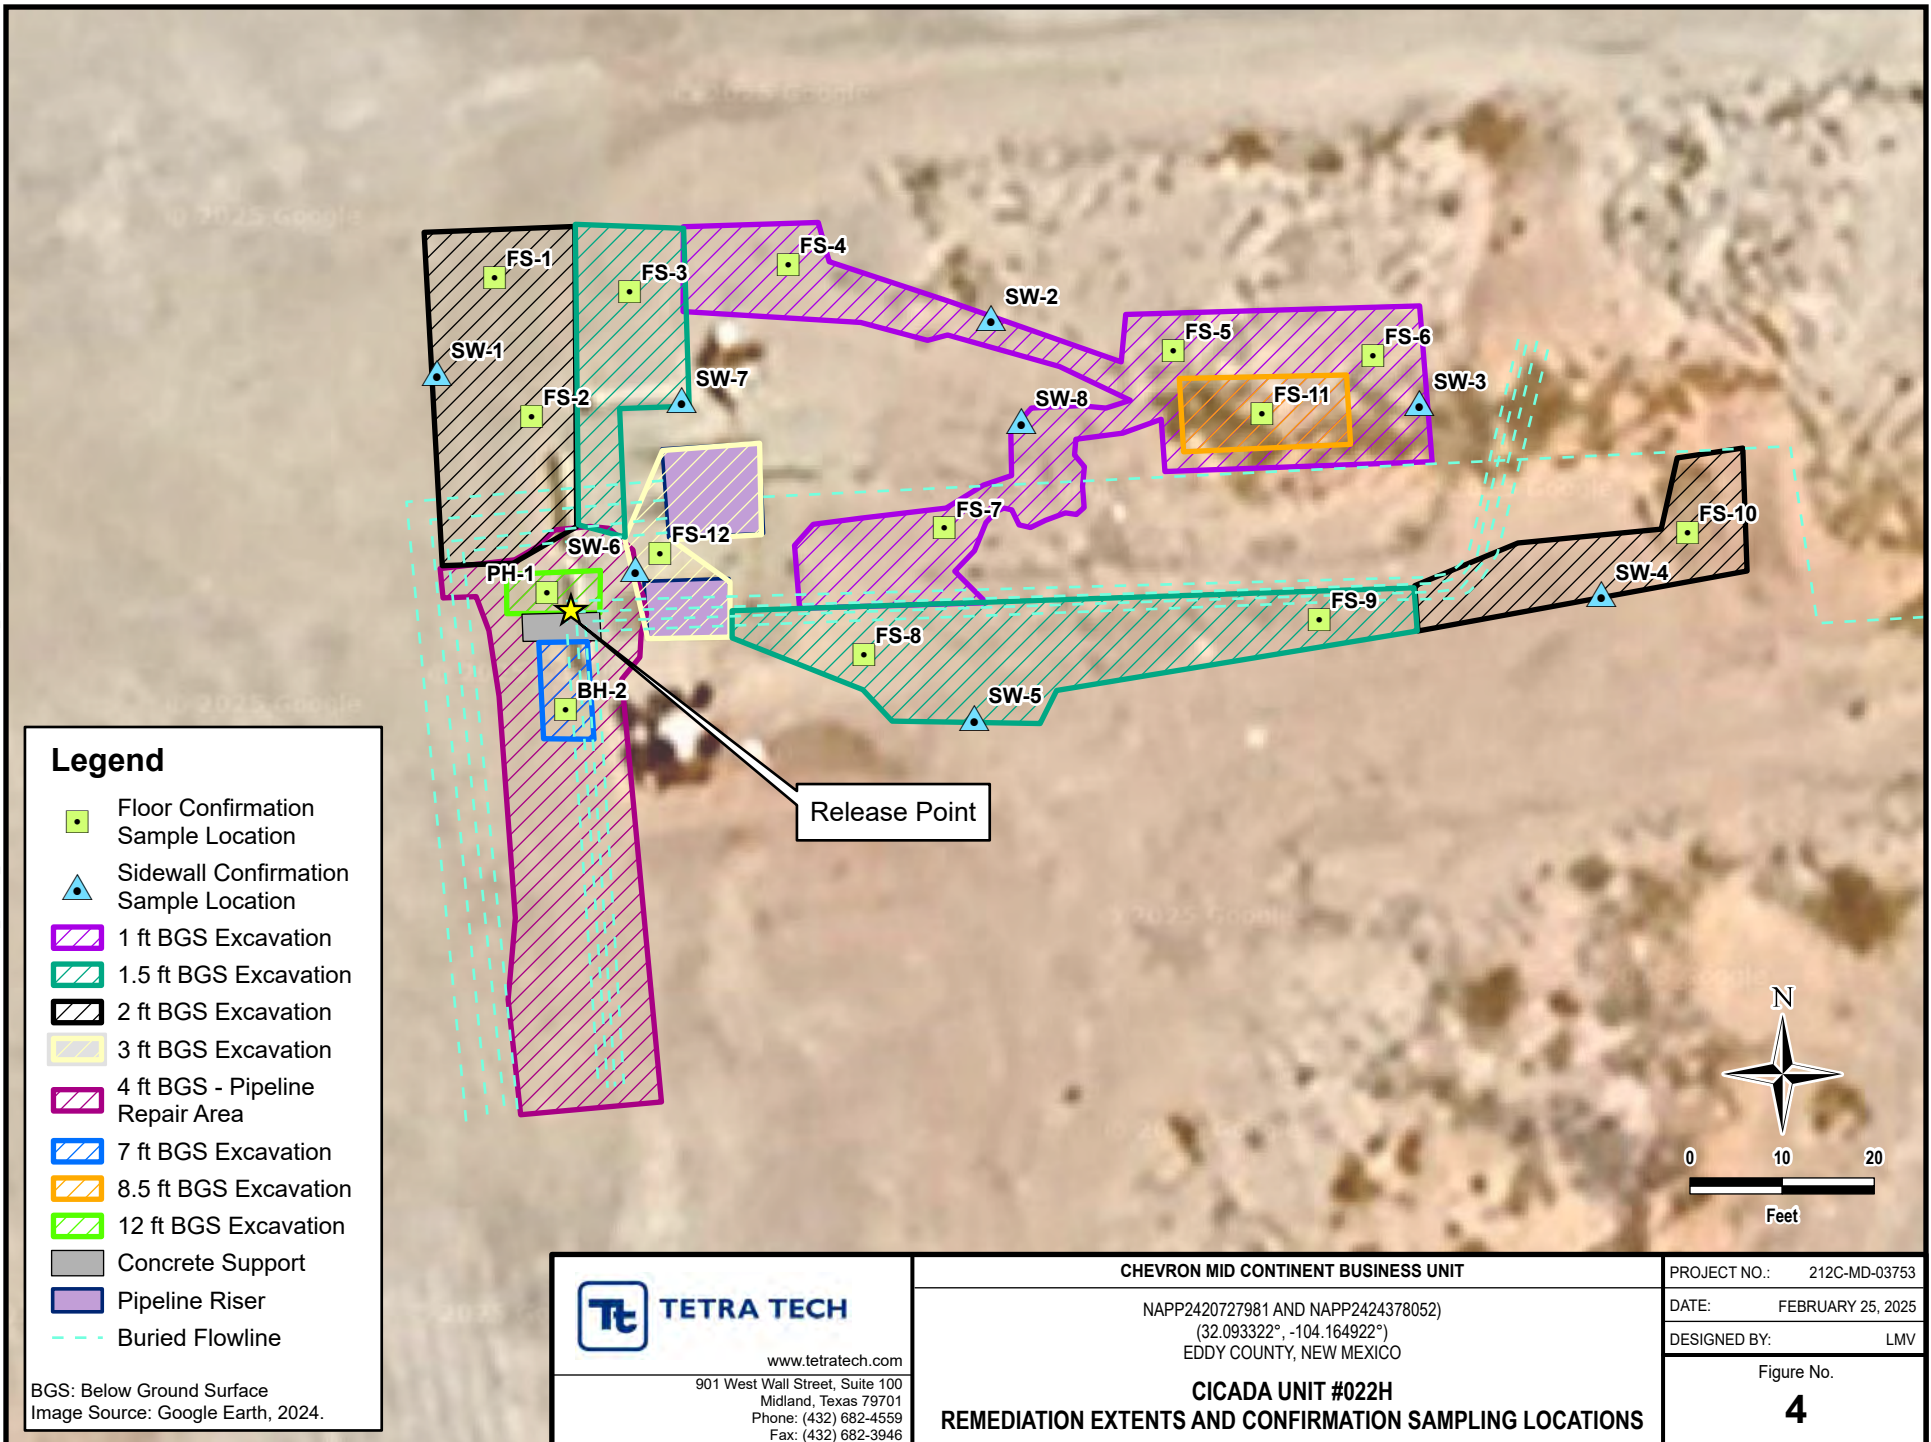 © 2025 Google
© 2025 Google
FS-4
FS-1
FS-3
SW-2
FS-5
FS-6
SW-1
SW-7
SW-3
FS-2
SW-8
FS-11
FS-7
FS-10
SW-6
FS-12
PH-1
SW-4
FS-9
FS-8
BH-2
SW-5
© 2025 Google
Release Point
© 2025 Google
Legend
Floor Confirmation
Sample Location
Sidewall Confirmation
Sample Location
1 ft BGS Excavation
1.5 ft BGS Excavation
2 ft BGS Excavation
3 ft BGS Excavation
4 ft BGS - Pipeline
Repair Area
7 ft BGS Excavation
8.5 ft BGS Excavation
12 ft BGS Excavation
Concrete Support
Pipeline Riser
Buried Flowline
BGS: Below Ground Surface
Image Source: Google Earth, 2024.
N
0 10 20
Feet
Tt TETRA TECH
www.tetratech.com
901 West Wall Street, Suite 100
Midland, Texas 79701
Phone: (432) 682-4559
Fax: (432) 682-3946
CHEVRON MID CONTINENT BUSINESS UNIT
NAPP2420727981 AND NAPP2424378052)
(32.093322°, -104.164922°)
EDDY COUNTY, NEW MEXICO
CICADA UNIT #022H
REMEDIATION EXTENTS AND CONFIRMATION SAMPLING LOCATIONS
PROJECT NO.: 212C-MD-03753
DATE: FEBRUARY 25, 2025
DESIGNED BY: LMV
Figure No.
4